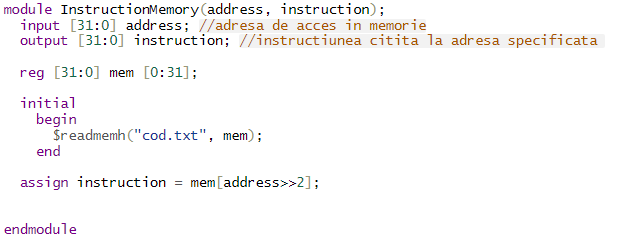 module InstructionMemory(address, instruction);
input [31:0] address; //adresa de acces in memorie
output [31:0] instruction; //instructiunea citita la adresa specificata
reg [31:0] mem [0:31];
initial
begin
$readmemh("cod.txt", mem);
end
assign instruction = mem[address>>2];
endmodule